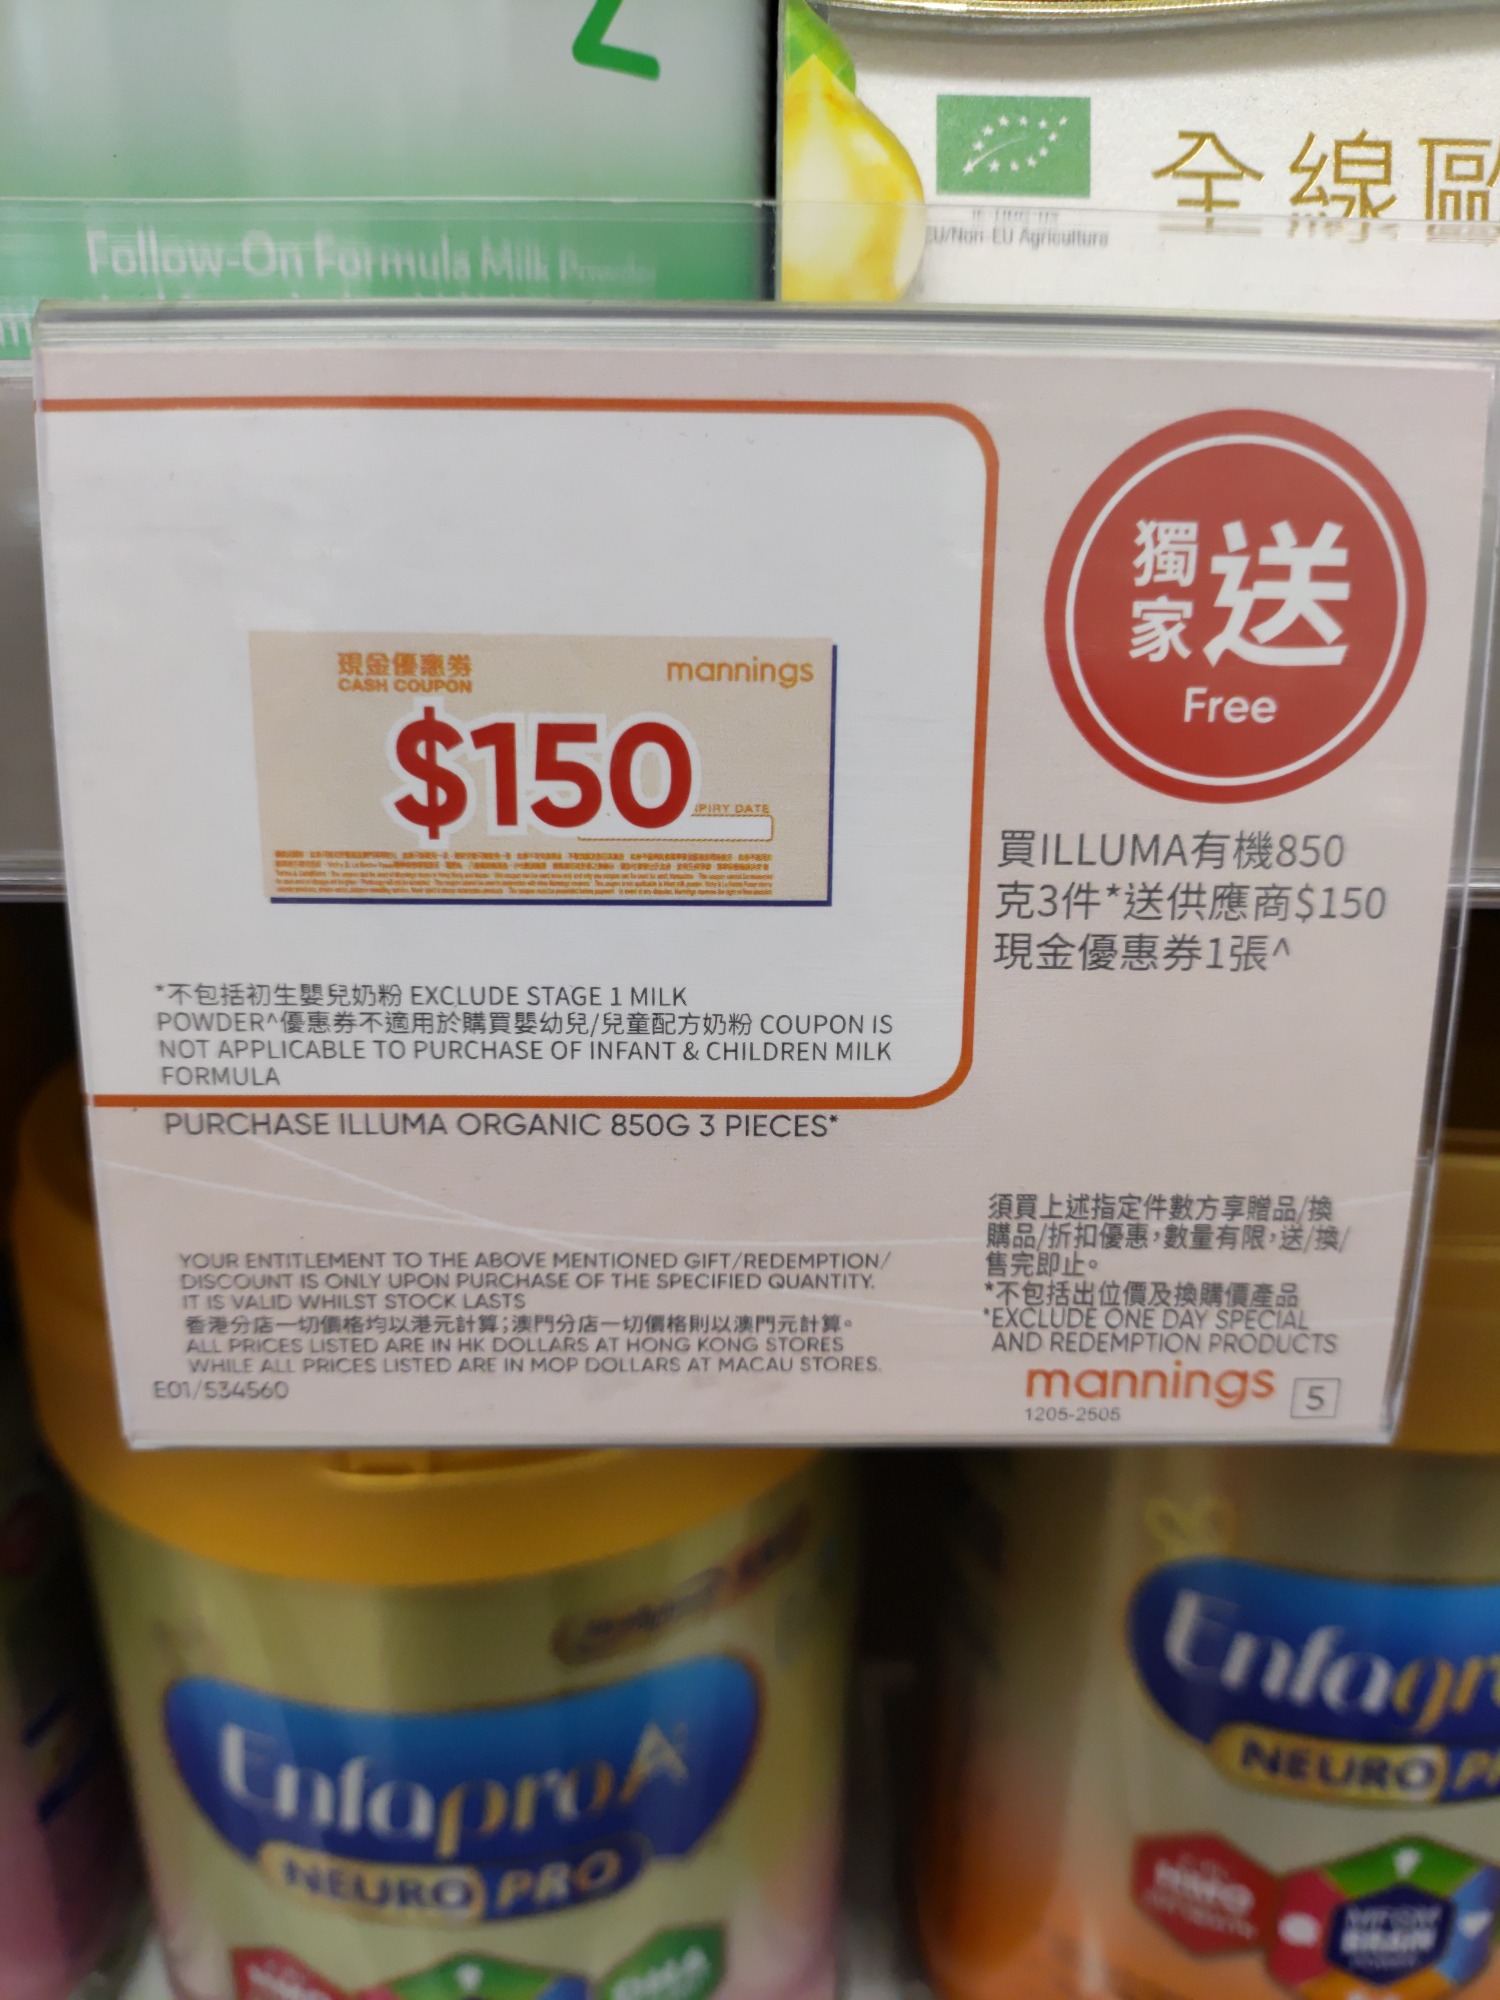 Follow-On Formula Milk Powder
EU/Non-EU Agriculture
全線歐
現金優惠券
CASH COUPON
mannings
$150
PIRY DATE
獨家送
Free
買ILLUMA有機850
克3件*送供應商$150
現金優惠券1張^
*不包括初生嬰兒奶粉 EXCLUDE STAGE 1 MILK
POWDER^優惠券不適用於購買嬰幼兒/兒童配方奶粉 COUPON IS
NOT APPLICABLE TO PURCHASE OF INFANT & CHILDREN MILK
FORMULA
PURCHASE ILLUMA ORGANIC 850G 3 PIECES*
YOUR ENTITLEMENT TO THE ABOVE MENTIONED GIFT/REDEMPTION/
DISCOUNT IS ONLY UPON PURCHASE OF THE SPECIFIED QUANTITY.
IT IS VALID WHILST STOCK LASTS
香港分店一切價格均以港元計算;澳門分店一切價格則以澳門元計算。
ALL PRICES LISTED ARE IN HK DOLLARS AT HONG KONG STORES
WHILE ALL PRICES LISTED ARE IN MOP DOLLARS AT MACAU STORES.
E01/534560
須買上述指定件數方享贈品/換
購品/折扣優惠,數量有限,送/換/
售完即止。
*不包括出位價及換購價產品
*EXCLUDE ONE DAY SPECIAL
AND REDEMPTION PRODUCTS
mannings 5
1205-2505
EnfaproA
NEURO PRO
Enfagr
NEURO P
HMO
MFGM
BRAIN
DHA